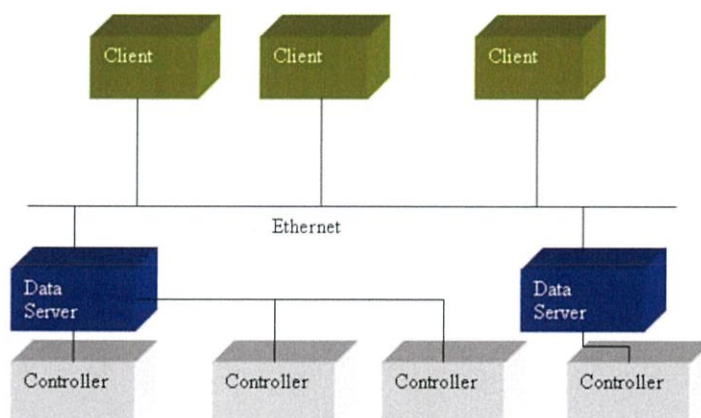 Client
Client
Client
Ethernet
Data
Server
Data
Server
Controller
Controller
Controller
Controller